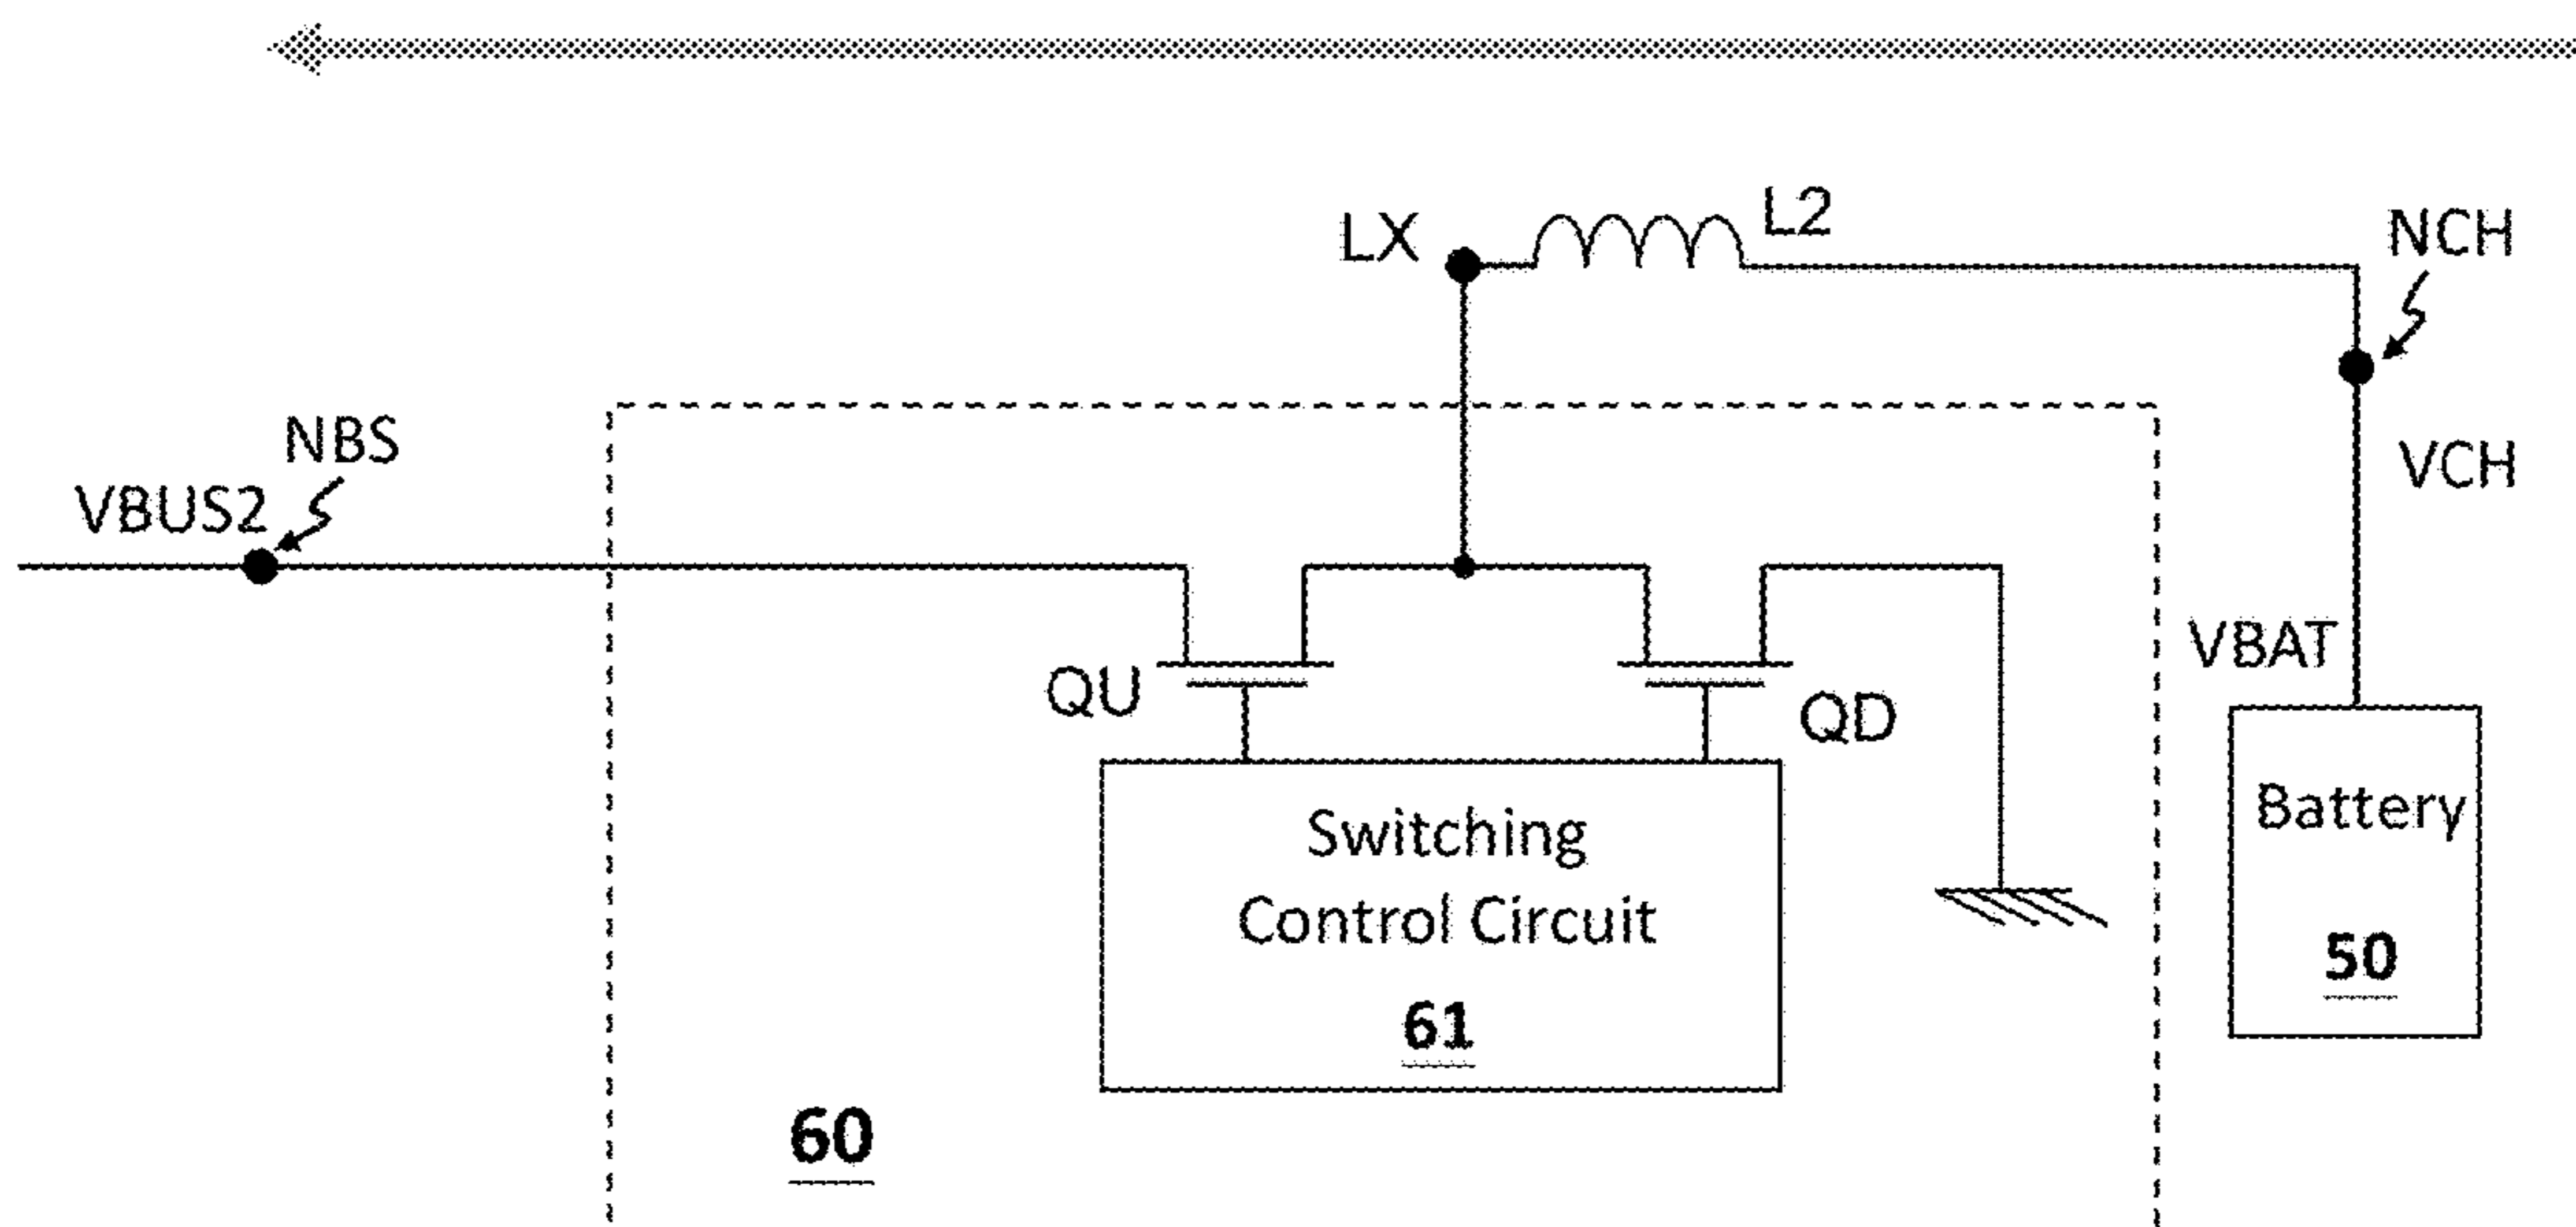 L2
LX
NCH
NBS
VBUS2
VCH
VBAT
QU
QD
Switching
Control Circuit
61
Battery
50
60